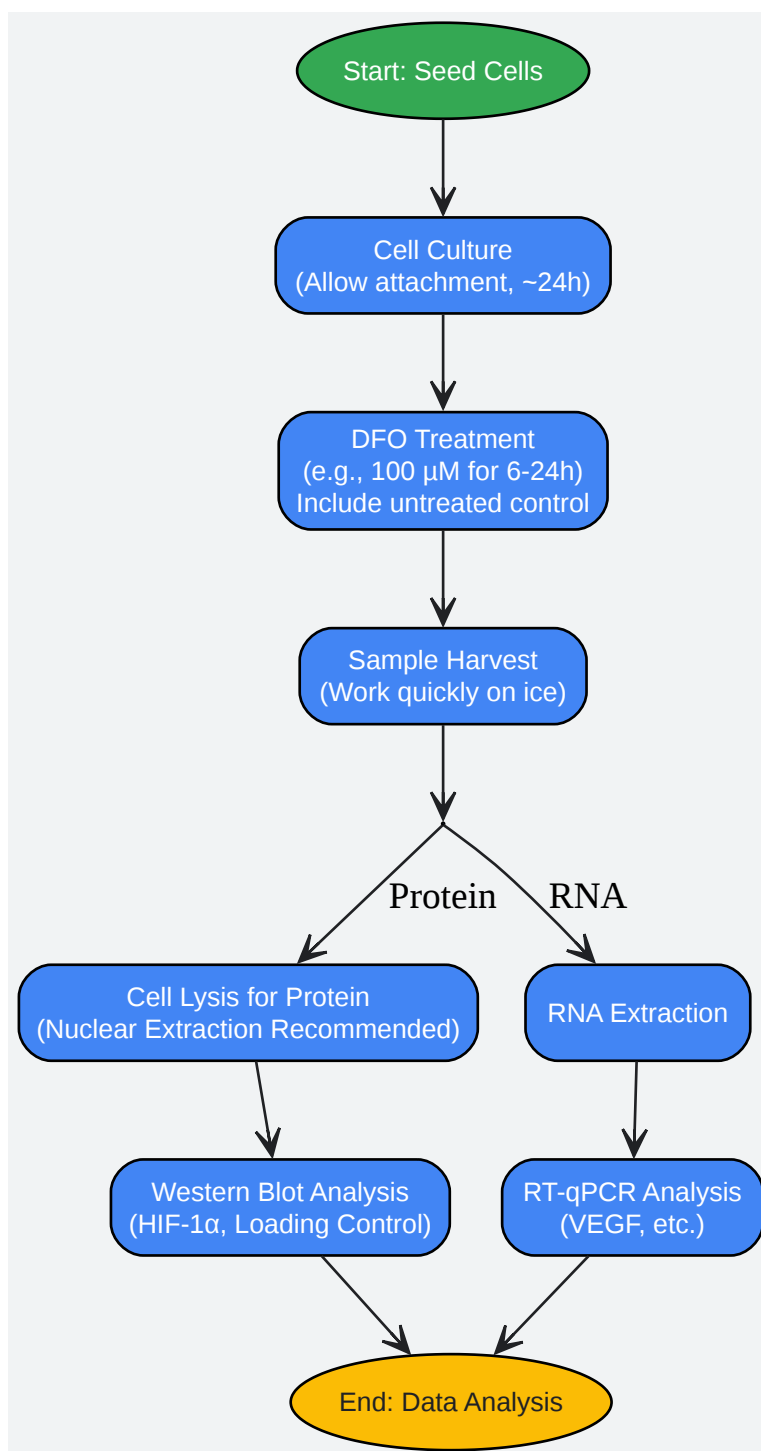 Start: Seed Cells
Cell Culture
(Allow attachment, ~24h)
DFO Treatment
(e.g., 100 µM for 6-24h)
Include untreated control
Sample Harvest
(Work quickly on ice)
Protein
RNA
Cell Lysis for Protein
(Nuclear Extraction Recommended)
RNA Extraction
Western Blot Analysis
(HIF-1α, Loading Control)
RT-qPCR Analysis
(VEGF, etc.)
End: Data Analysis